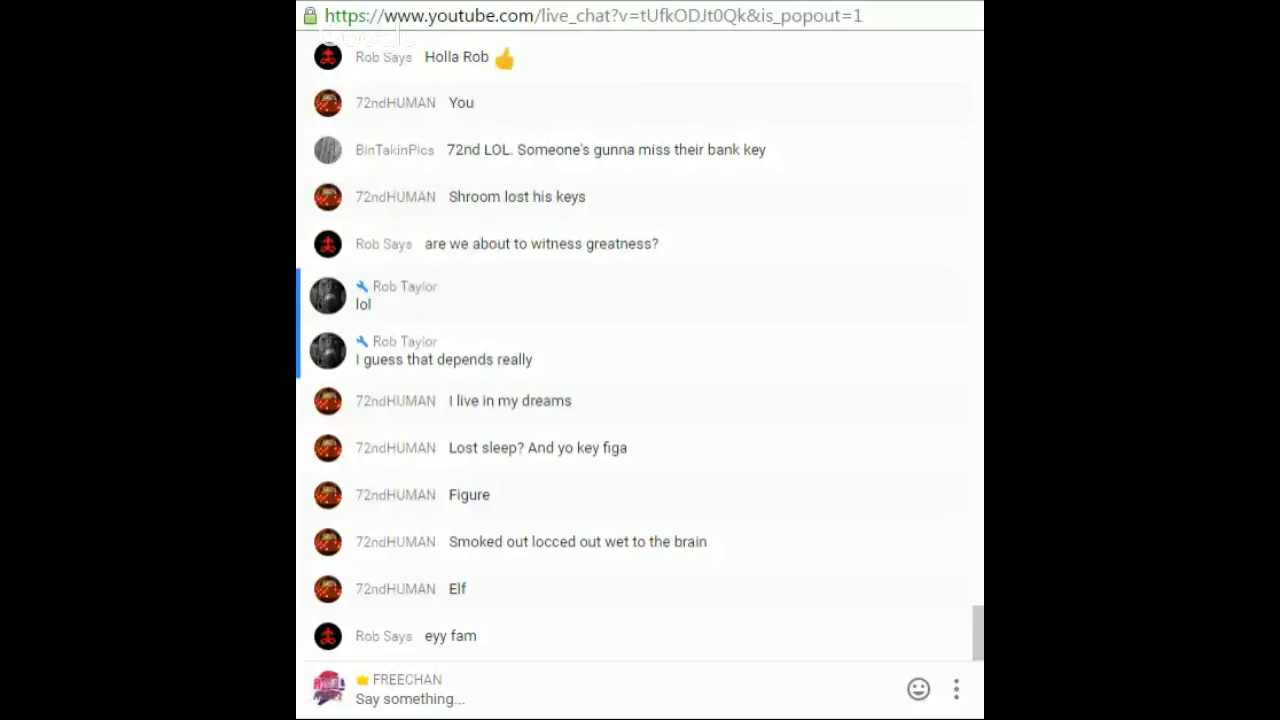 https://www.youtube.com/live_chat?v=tUfkODJt0Qk&is_popout=1
Google
Rob Says Holla Rob 👍
72ndHUMAN You
BinTakinPics 72nd LOL. Someone's gunna miss their bank key
72ndHUMAN Shroom lost his keys
Rob Says are we about to witness greatness?
Rob Taylor
lol
Rob Taylor
I guess that depends really
72ndHUMAN I live in my dreams
72ndHUMAN Lost sleep? And yo key figa
72ndHUMAN Figure
72ndHUMAN Smoked out locced out wet to the brain
72ndHUMAN Elf
Rob Says eyy fam
FREECHAN
Say something...